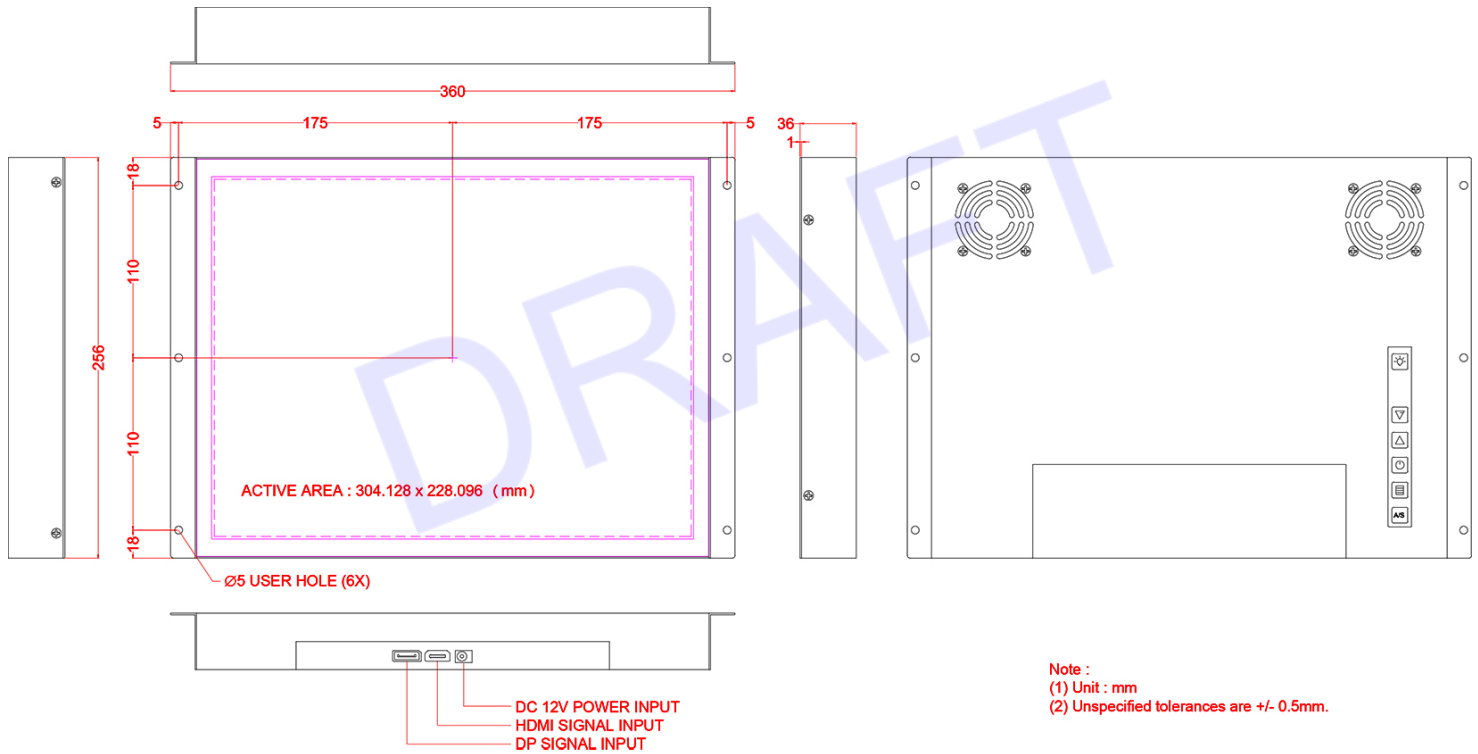 360
5
175
175
5
36
1
18
110
256
110
18
DRAFT
ACTIVE AREA : 304.128 x 228.096 ( mm )
Ø5 USER HOLE (6X)
A/S
DC 12V POWER INPUT
HDMI SIGNAL INPUT
DP SIGNAL INPUT
Note :
(1) Unit : mm
(2) Unspecified tolerances are +/- 0.5mm.